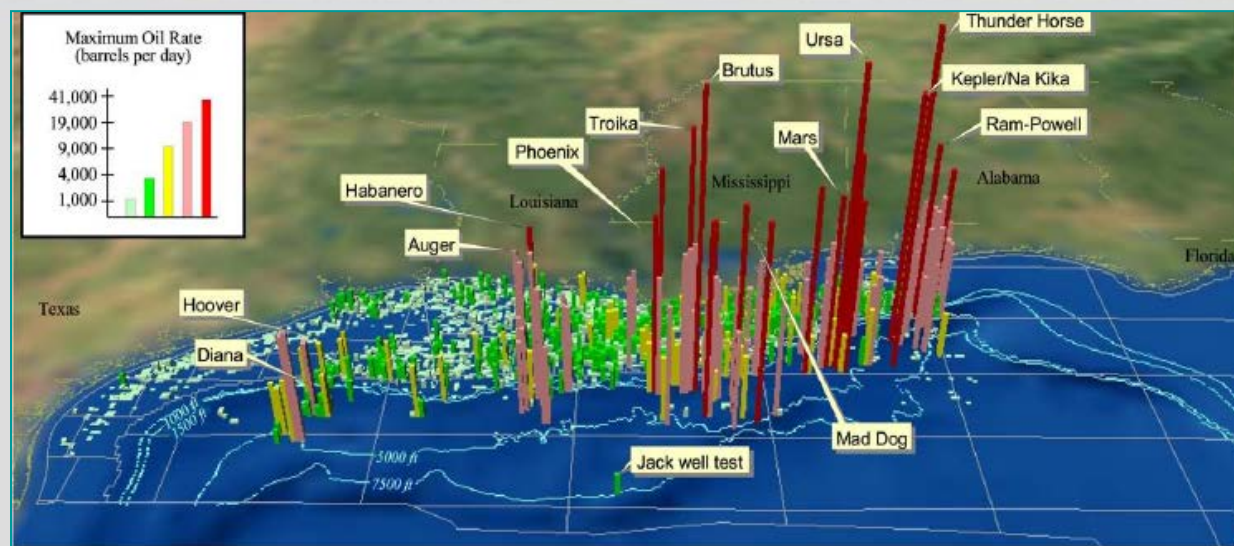 Maximum Oil Rate
(barrels per day)
41,000
19,000
9,000
4,000
1,000
Thunder Horse
Ursa
Kepler/Na Kika
Brutus
Ram-Powell
Troika
Mars
Phoenix
Mississippi
Alabama
Habanero
Louisiana
Auger
Florida
Hoover
Texas
Diana
1000 ft
1500 ft
Mad Dog
5000 ft
Jack well test
7500 ft